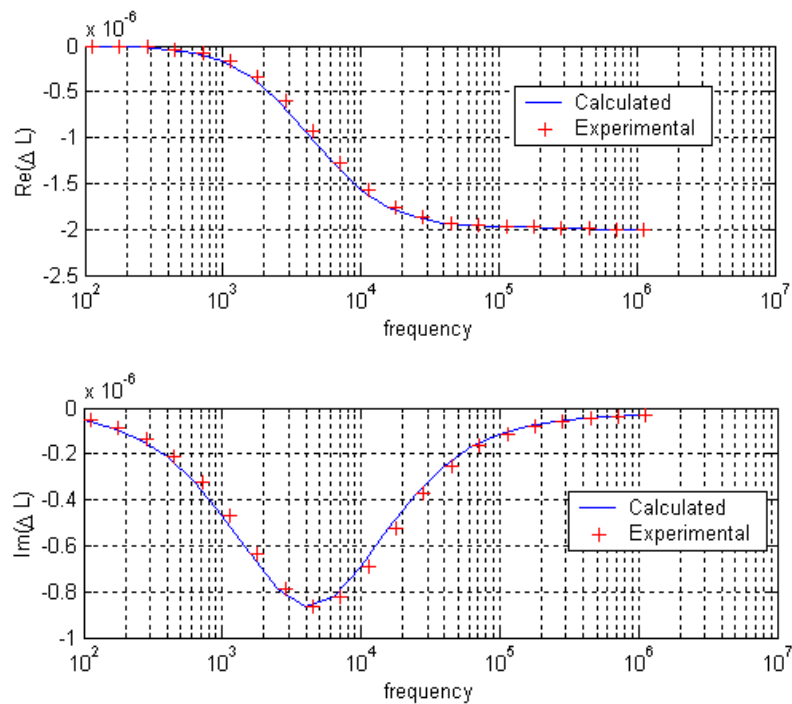 x 10^-6
0
-0.5
-1
-1.5
-2
-2.5
Re(Δ L)
Calculated
Experimental
10^2 10^3 10^4 10^5 10^6 10^7
frequency
x 10^-6
0
-0.2
-0.4
-0.6
-0.8
-1
Im(Δ L)
Calculated
Experimental
10^2 10^3 10^4 10^5 10^6 10^7
frequency